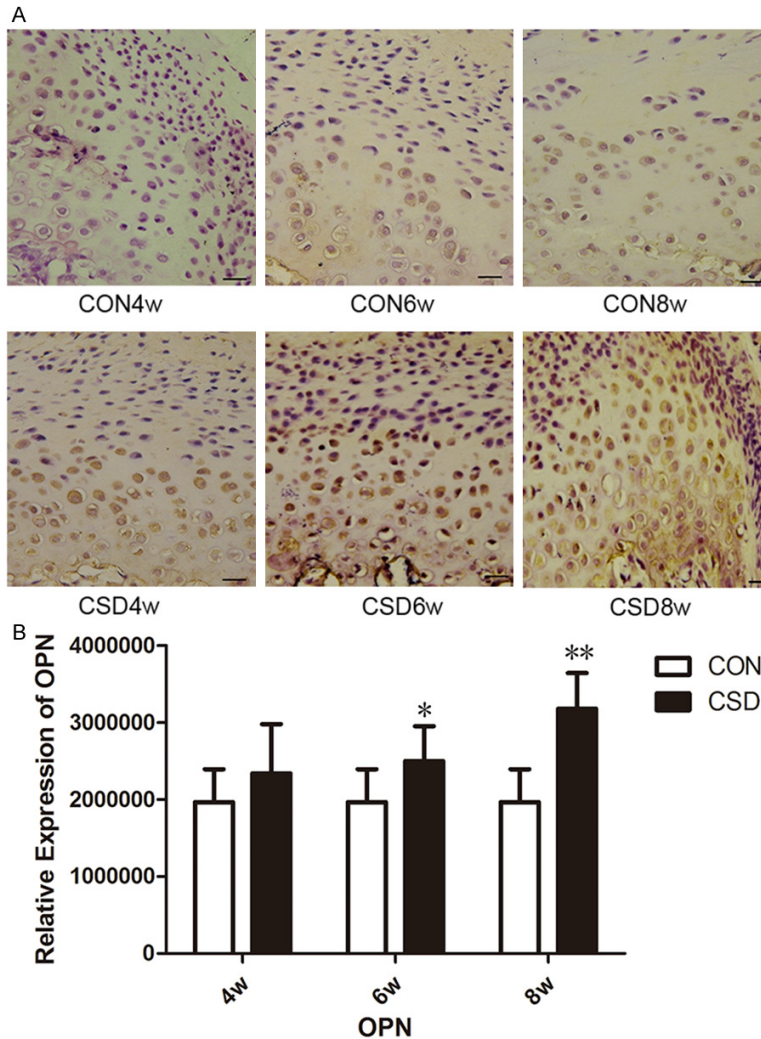 A
CON4w
CON6w
CON8w
CSD4w
CSD6w
CSD8w
B
Relative Expression of OPN
4000000
3000000
2000000
1000000
0
*
**
CON
CSD
4w
6w
8w
OPN